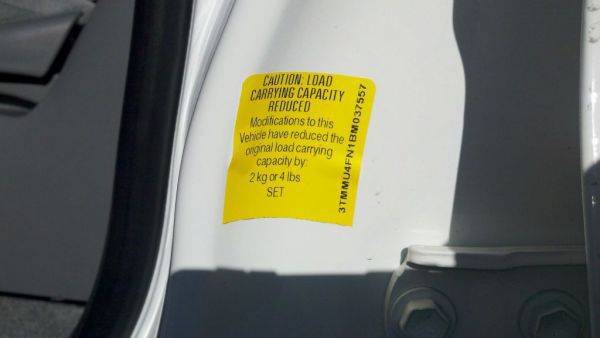 CAUTION: LOAD
CARRYING CAPACITY
REDUCED
Modifications to this
Vehicle have reduced the
original load carrying
capacity by:
2 kg or 4 lbs.
SET
3TMMU4FN1BM037557